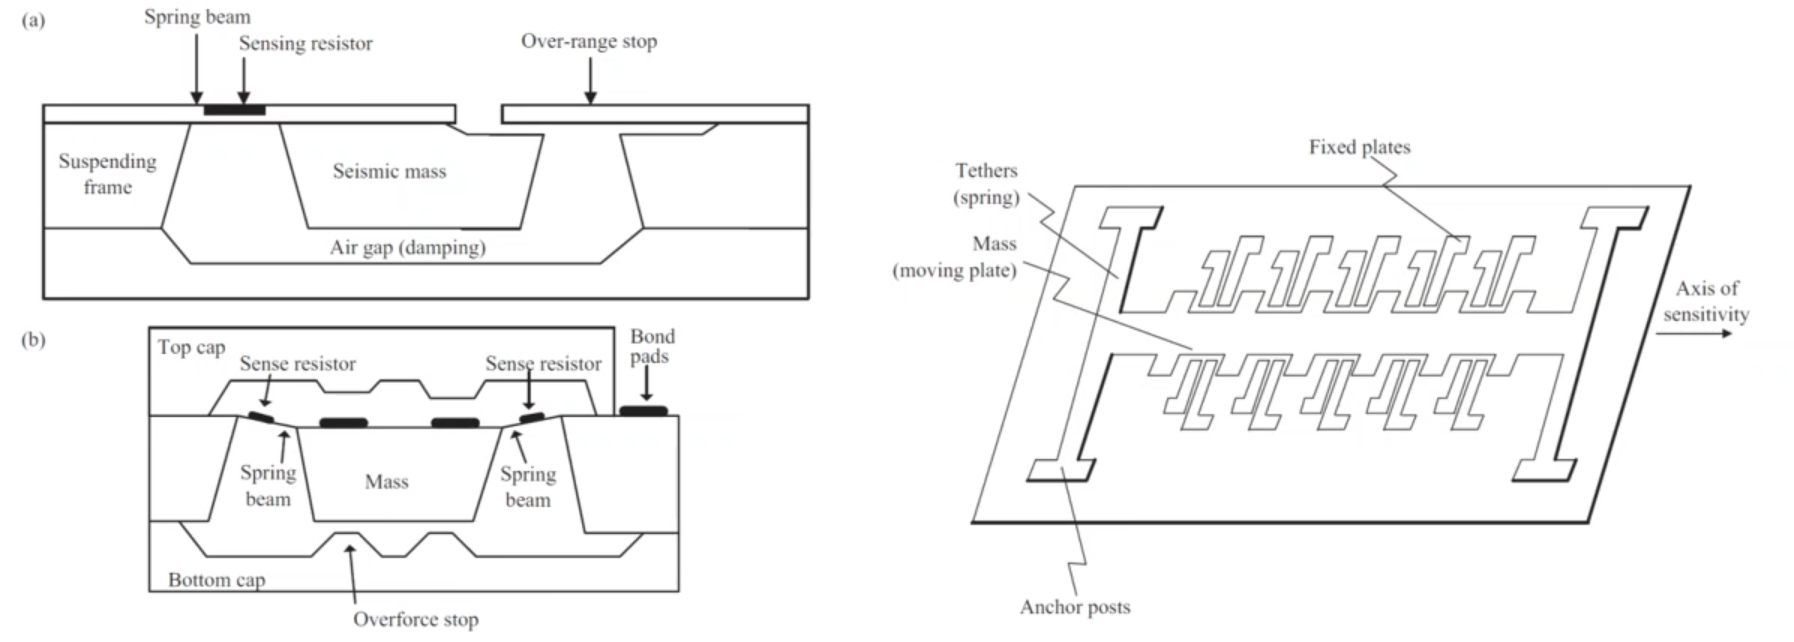 (a)
Spring beam
Sensing resistor
Over-range stop
Suspending
frame
Seismic mass
Air gap (damping)
(b)
Top cap
Sense resistor
Sense resistor
Bond
pads
Spring
beam
Mass
Spring
beam
Bottom cap
Overforce stop
Fixed plates
Tethers
(spring)
Mass
(moving plate)
Axis of
sensitivity
Anchor posts